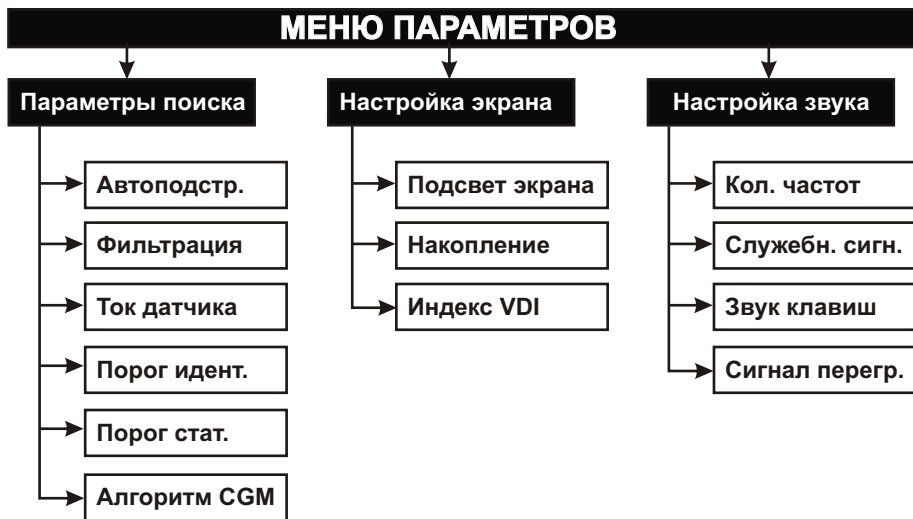 МЕНЮ ПАРАМЕТРОВ
Параметры поиска
Автоподстр.
Фильтрация
Ток датчика
Порог идент.
Порог стат.
Алгоритм CGM
Настройка экрана
Подсвет экрана
Накопление
Индекс VDI
Настройка звука
Кол. частот
Служебн. сигн.
Звук клавиш
Сигнал перегр.